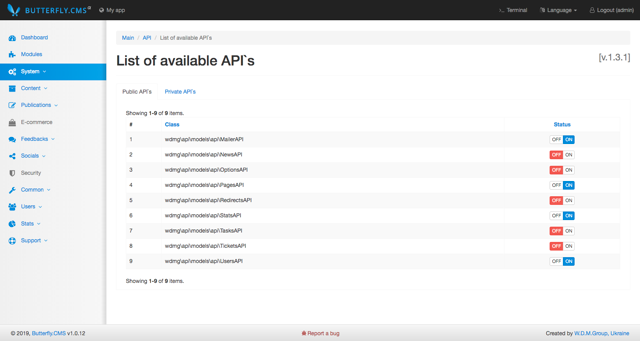 BUTTERFLY.CMS My app Terminal Language Logout (admin)
Dashboard
Modules
System
Content
Publications
E-commerce
Feedbacks
Socials
Security
Common
Users
Stats
Support
Main / API / List of available API`s
List of available API`s [v.1.3.1]
Public API's Private API's
Showing 1-9 of 9 items.
# Class Status
1 wdmg\api\models\api\MailerAPI OFF ON
2 wdmg\api\models\api\NewsAPI OFF ON
3 wdmg\api\models\api\OptionsAPI OFF ON
4 wdmg\api\models\api\PagesAPI OFF ON
5 wdmg\api\models\api\RedirectsAPI OFF ON
6 wdmg\api\models\api\StatsAPI OFF ON
7 wdmg\api\models\api\TasksAPI OFF ON
8 wdmg\api\models\api\TicketsAPI OFF ON
9 wdmg\api\models\api\UsersAPI OFF ON
Showing 1-9 of 9 items.
© 2019, Butterfly.CMS v1.0.12 Report a bug Created by W.D.M.Group, Ukraine